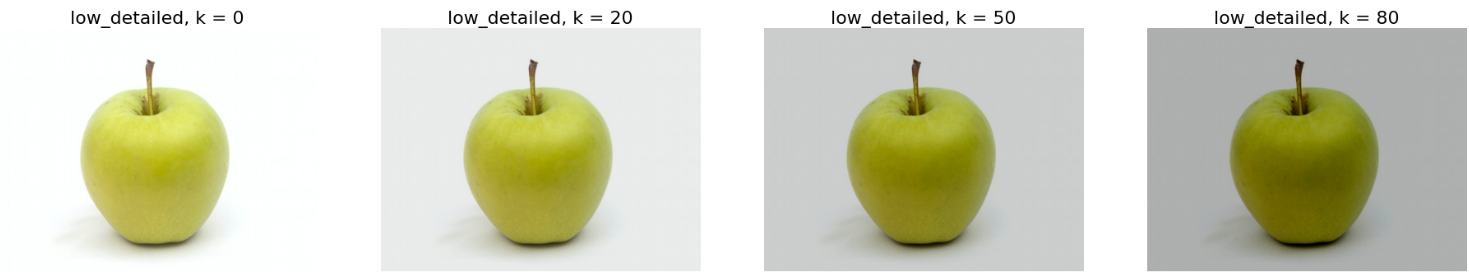 low_detailed, k = 0
low_detailed, k = 20
low_detailed, k = 50
low_detailed, k = 80